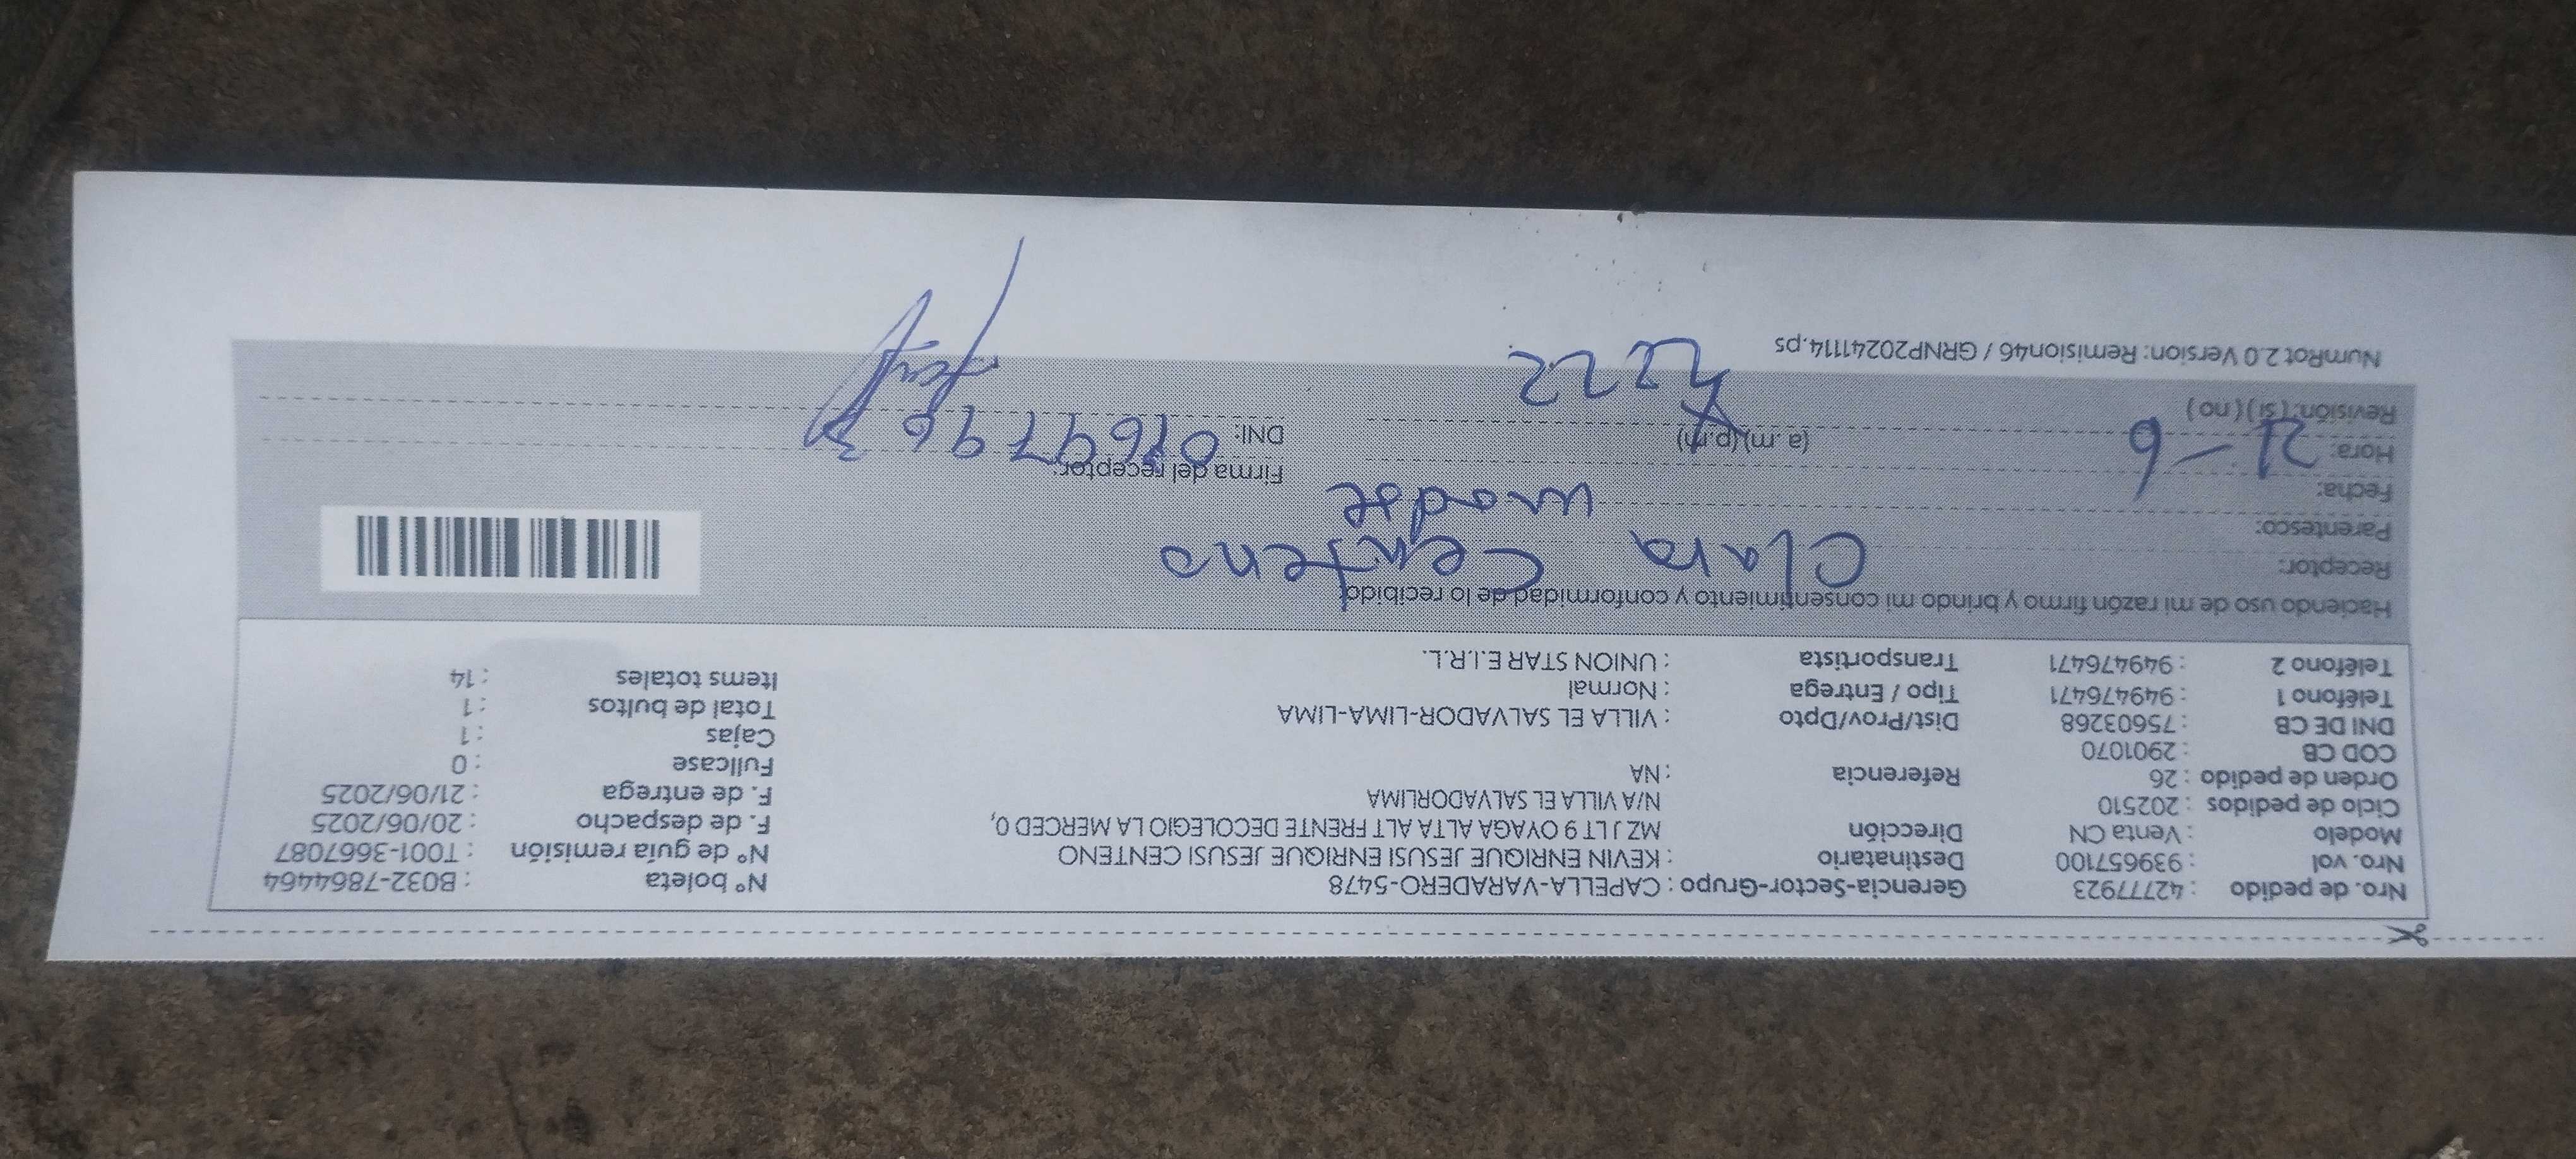 Nro. de pedido : 42777923 Gerencia-Sector-Grupo : CAPELLA-VARADERO-5478 N° boleta : B032-7864464
Nro. vol : 939657100 Destinatario : KEVIN ENRIQUE JESUSI ENRIQUE JESUSI CENTENO N° de guía remisión : T001-3667087
Modelo : Venta CN Dirección MZ J LT 9 OYAGA ALTA ALT FRENTE DECOLEGIO LA MERCED 0, F. de despacho : 20/06/2025
Ciclo de pedidos : 202510 N/A VILLA EL SALVADORLIMA F. de entrega : 21/06/2025
Orden de pedido : 26 Referencia : NA Fullcase : 0
COD CB : 2901070 Cajas : 1
DNI DE CB : 75603268 Dist/Prov/Dpto : VILLA EL SALVADOR-LIMA-LIMA Total de bultos : 1
Teléfono 1 : 949476471 Tipo / Entrega : Normal Items totales : 14
Teléfono 2 : 949476471 Transportista : UNION STAR E.I.R.L.
Haciendo uso de mi razón firmo y brindo mi consentimiento y conformidad de lo recibido:
Receptor: Clara Centeno
Parentesco: madre
Fecha: 21-6
Firma del receptor:
Hora: (a.m)(p.m)
DNI:
Revisión: ( si ) ( no )
NumRot 2.0 Version: Remision46 / GRNP20241114.ps